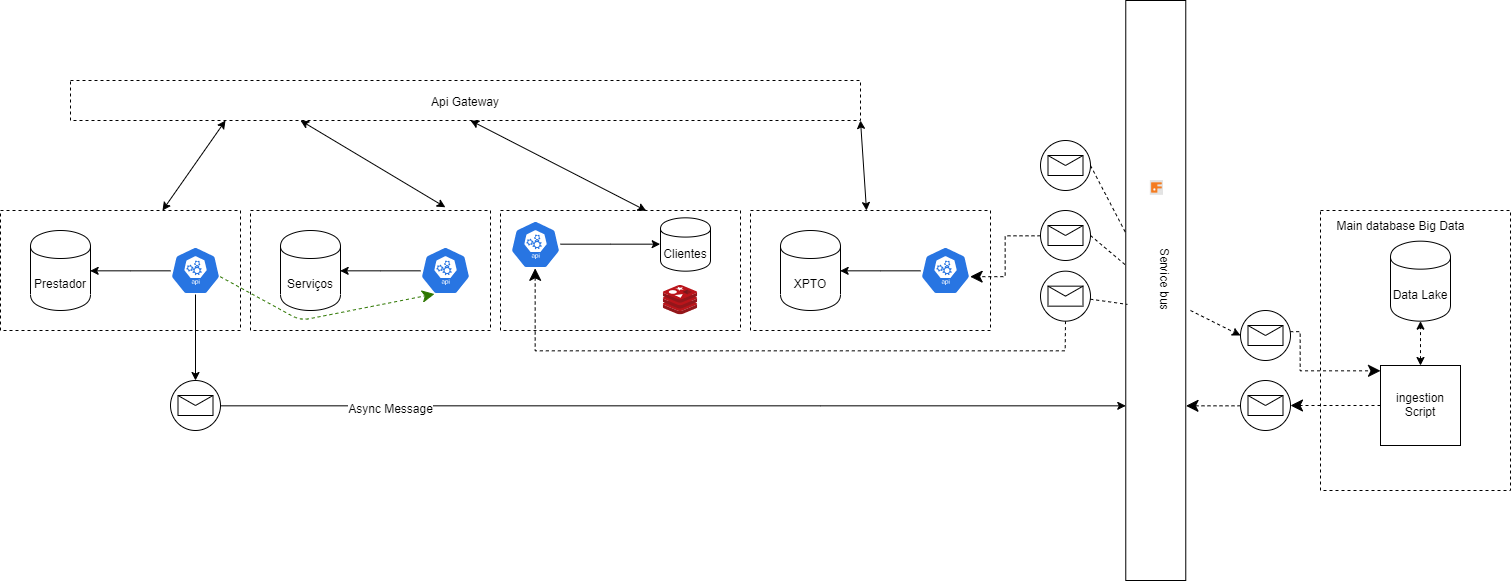 Api Gateway
Prestador
api
Serviços
api
api
Clientes
XPTO
api
Service bus
Main database Big Data
Data Lake
ingestion
Script
Async Message